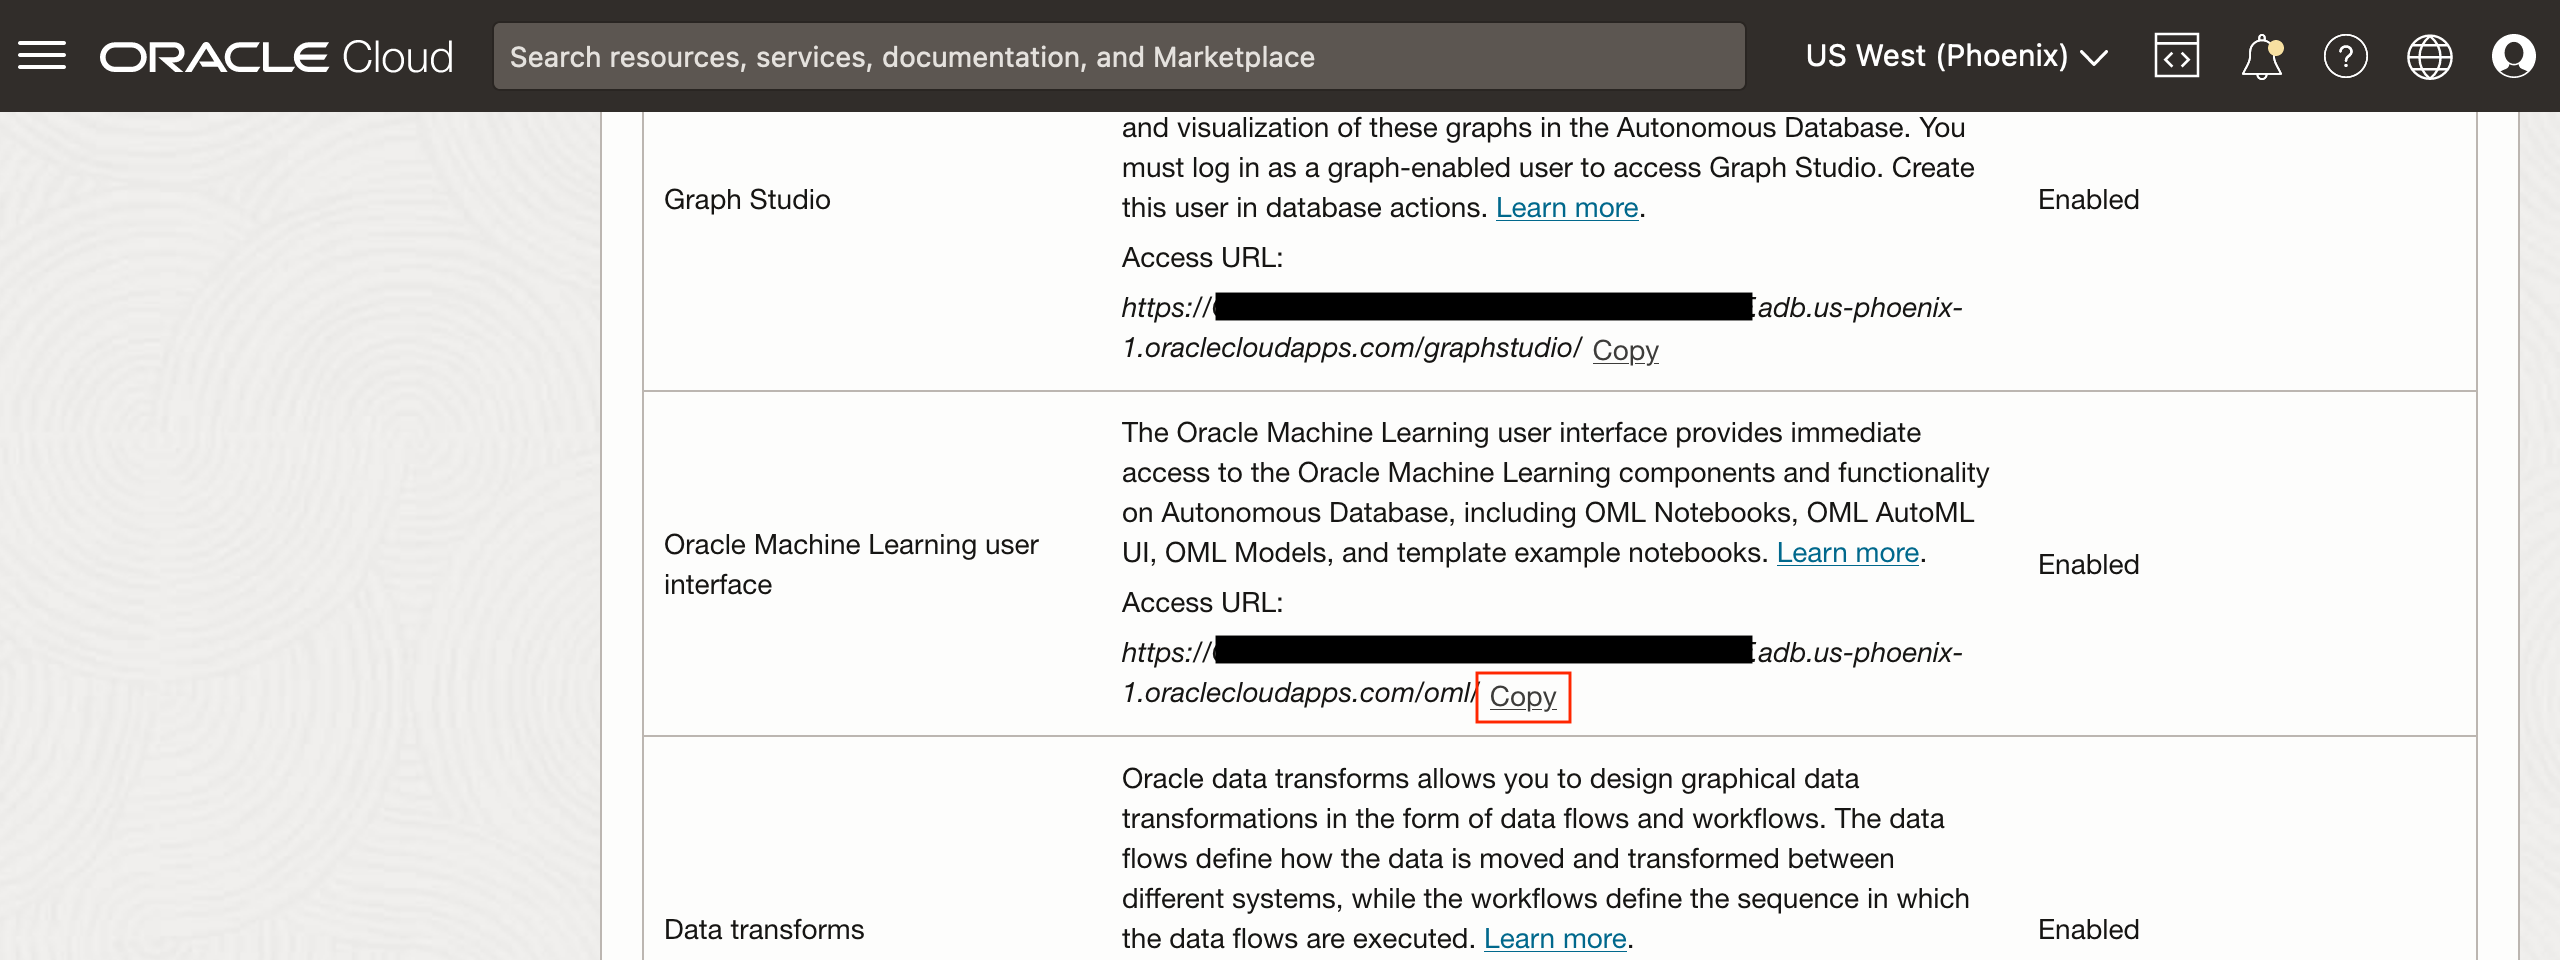 ORACLE Cloud
Search resources, services, documentation, and Marketplace
US West (Phoenix)
and visualization of these graphs in the Autonomous Database. You
must log in as a graph-enabled user to access Graph Studio. Create
Graph Studio
Enabled
this user in database actions. Learn more.
Access URL:
https:// .adb.us-phoenix-
1.oraclecloudapps.com/graphstudio/ Copy
The Oracle Machine Learning user interface provides immediate
access to the Oracle Machine Learning components and functionality
on Autonomous Database, including OML Notebooks, OML AutoML
UI, OML Models, and template example notebooks. Learn more.
Oracle Machine Learning user
interface
Enabled
Access URL:
https:// .adb.us-phoenix-
1.oraclecloudapps.com/oml/ Copy
Oracle data transforms allows you to design graphical data
transformations in the form of data flows and workflows. The data
flows define how the data is moved and transformed between
different systems, while the workflows define the sequence in which
the data flows are executed. Learn more.
Data transforms
Enabled